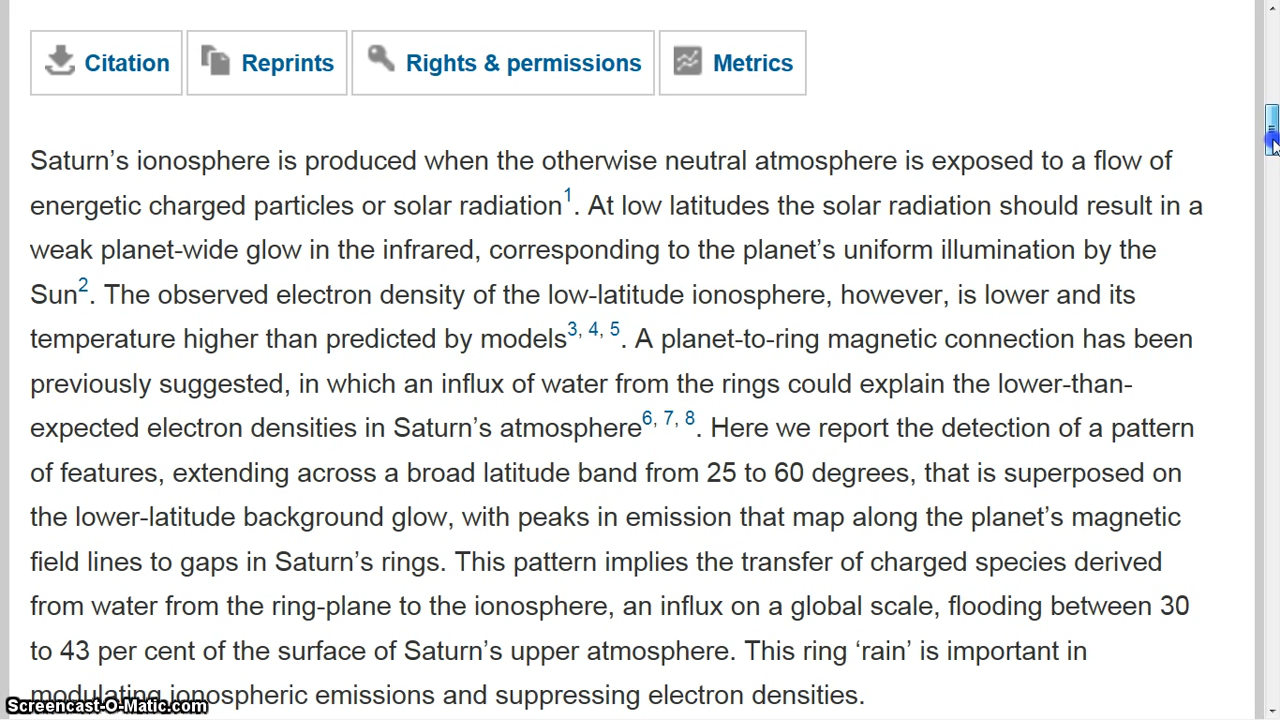 Citation Reprints Rights & permissions Metrics
Saturn’s ionosphere is produced when the otherwise neutral atmosphere is exposed to a flow of
energetic charged particles or solar radiation1. At low latitudes the solar radiation should result in a
weak planet-wide glow in the infrared, corresponding to the planet’s uniform illumination by the
Sun2. The observed electron density of the low-latitude ionosphere, however, is lower and its
temperature higher than predicted by models3, 4, 5. A planet-to-ring magnetic connection has been
previously suggested, in which an influx of water from the rings could explain the lower-than-
expected electron densities in Saturn’s atmosphere6, 7, 8. Here we report the detection of a pattern
of features, extending across a broad latitude band from 25 to 60 degrees, that is superposed on
the lower-latitude background glow, with peaks in emission that map along the planet’s magnetic
field lines to gaps in Saturn’s rings. This pattern implies the transfer of charged species derived
from water from the ring-plane to the ionosphere, an influx on a global scale, flooding between 30
to 43 per cent of the surface of Saturn’s upper atmosphere. This ring ‘rain’ is important in
modulating ionospheric emissions and suppressing electron densities.
Screencast-O-Matic.com